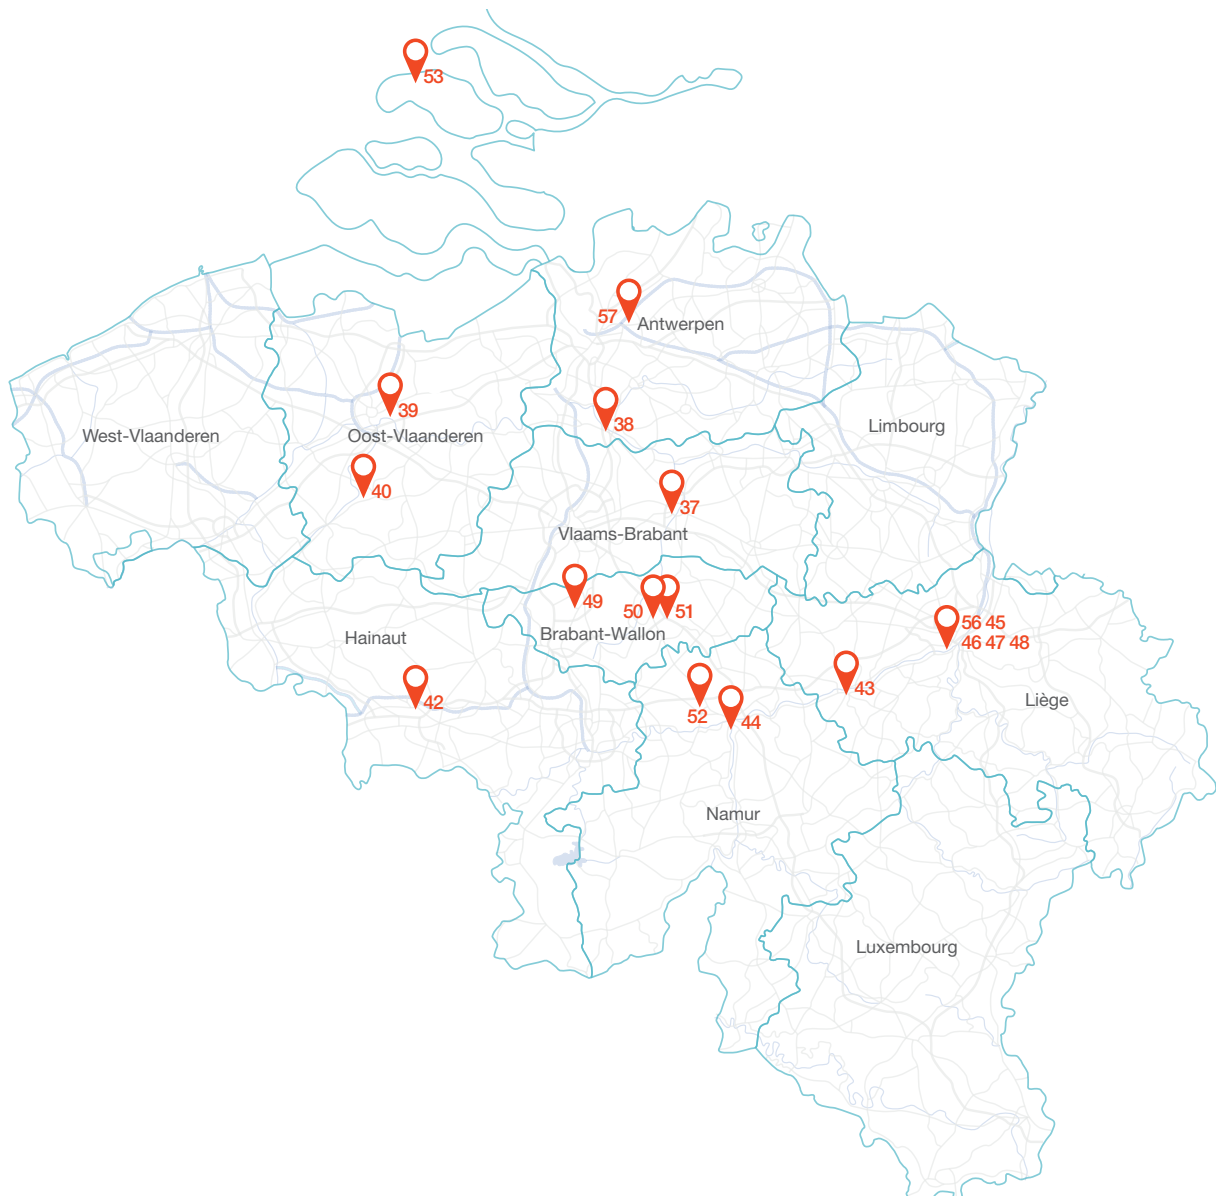 53
57
Antwerpen
39
38
Limbourg
West-Vlaanderen
Oost-Vlaanderen
40
37
Vlaams-Brabant
49
50
51
56 45
46 47 48
Brabant-Wallon
Hainaut
43
42
52
44
Liège
Namur
Luxembourg